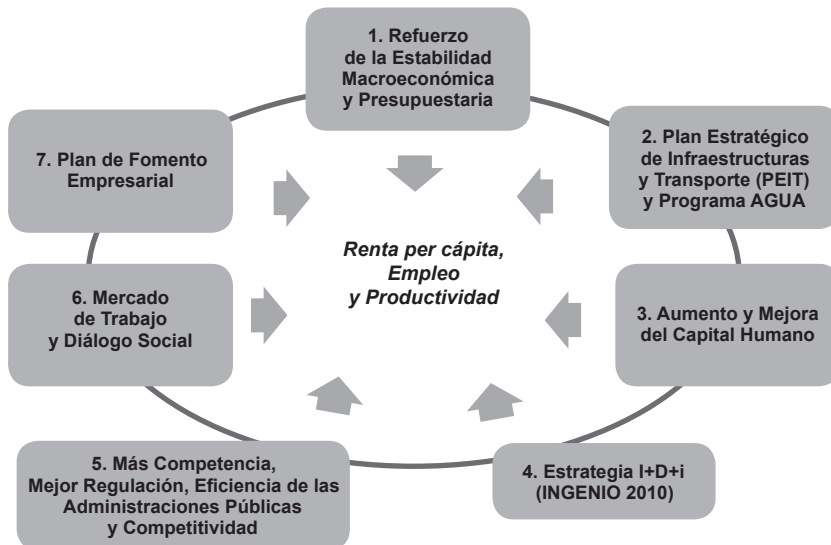 1. Refuerzo
de la Estabilidad
Macroeconómica
y Presupuestaria
2. Plan Estratégico
de Infraestructuras
y Transporte (PEIT)
y Programa AGUA
3. Aumento y Mejora
del Capital Humano
4. Estrategia I+D+i
(INGENIO 2010)
5. Más Competencia,
Mejor Regulación, Eficiencia de las
Administraciones Públicas
y Competitividad
6. Mercado
de Trabajo
y Diálogo Social
7. Plan de Fomento
Empresarial
Renta per cápita,
Empleo
y Productividad